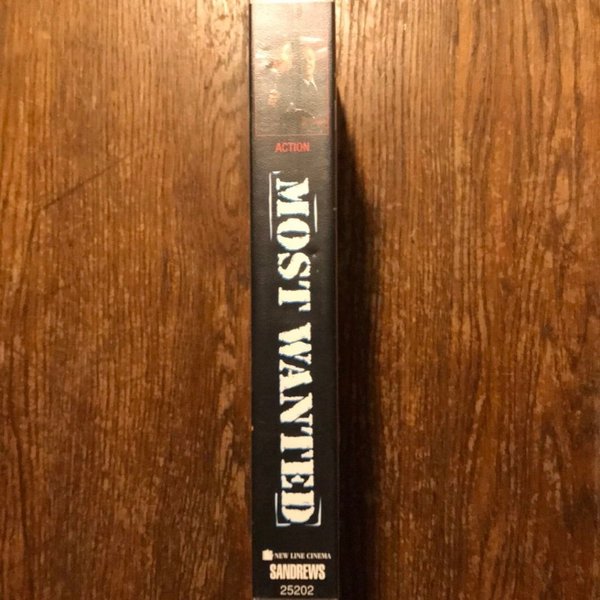 ACTION
MOST WANTED
NEW LINE CINEMA
SANDREWS
25202